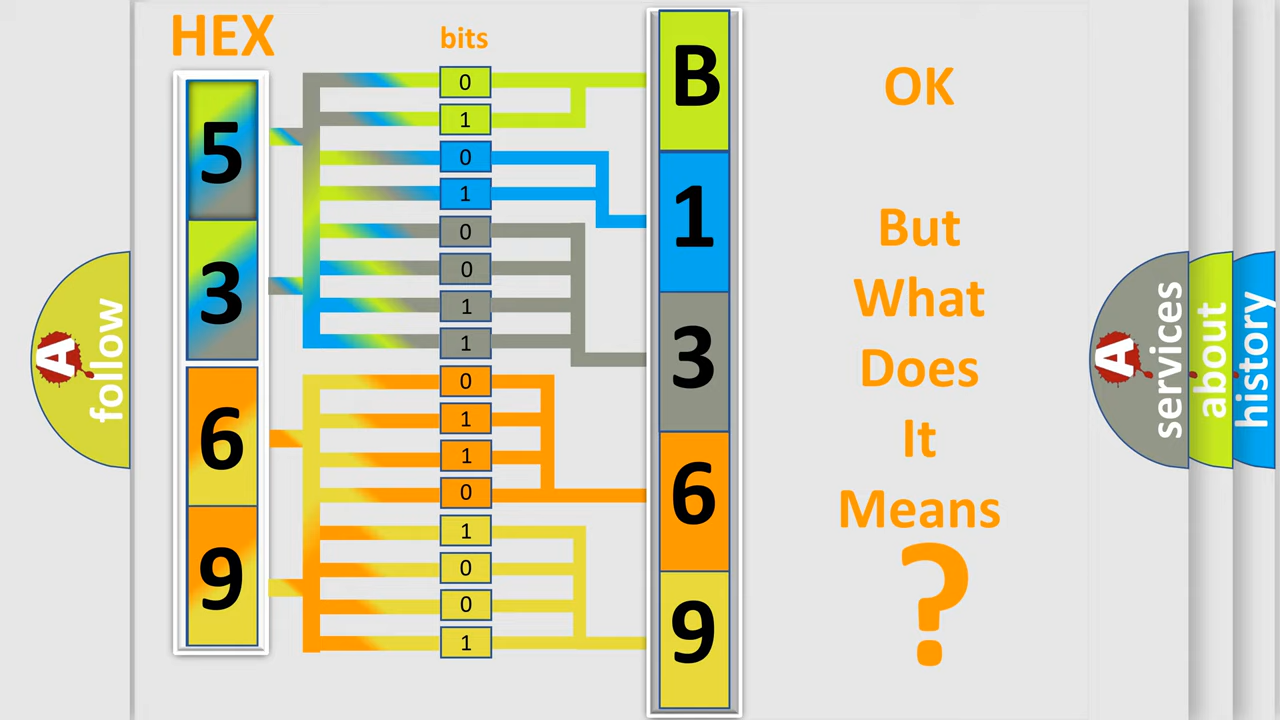 HEX
bits
5
3
6
9
0
1
0
1
0
0
1
1
0
1
1
0
1
0
0
1
B
1
3
6
9
OK
But
What
Does
It
Means
?
A
follow
A
services
about
history